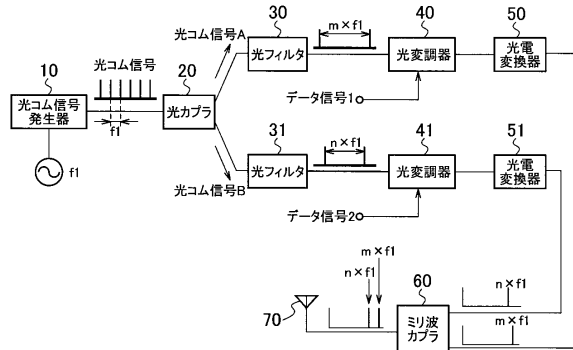 光コム信号A
30
m×f1
40
50
光フィルタ
光変調器
光電
変換器
10
光コム信号
20
光コム信号
発生器
光カプラ
データ信号1
f1
31
n×f1
41
51
f1
光フィルタ
光変調器
光電
変換器
光コム信号B
データ信号2
m×f1
n×f1
60
n×f1
70
ミリ波
カプラ
m×f1